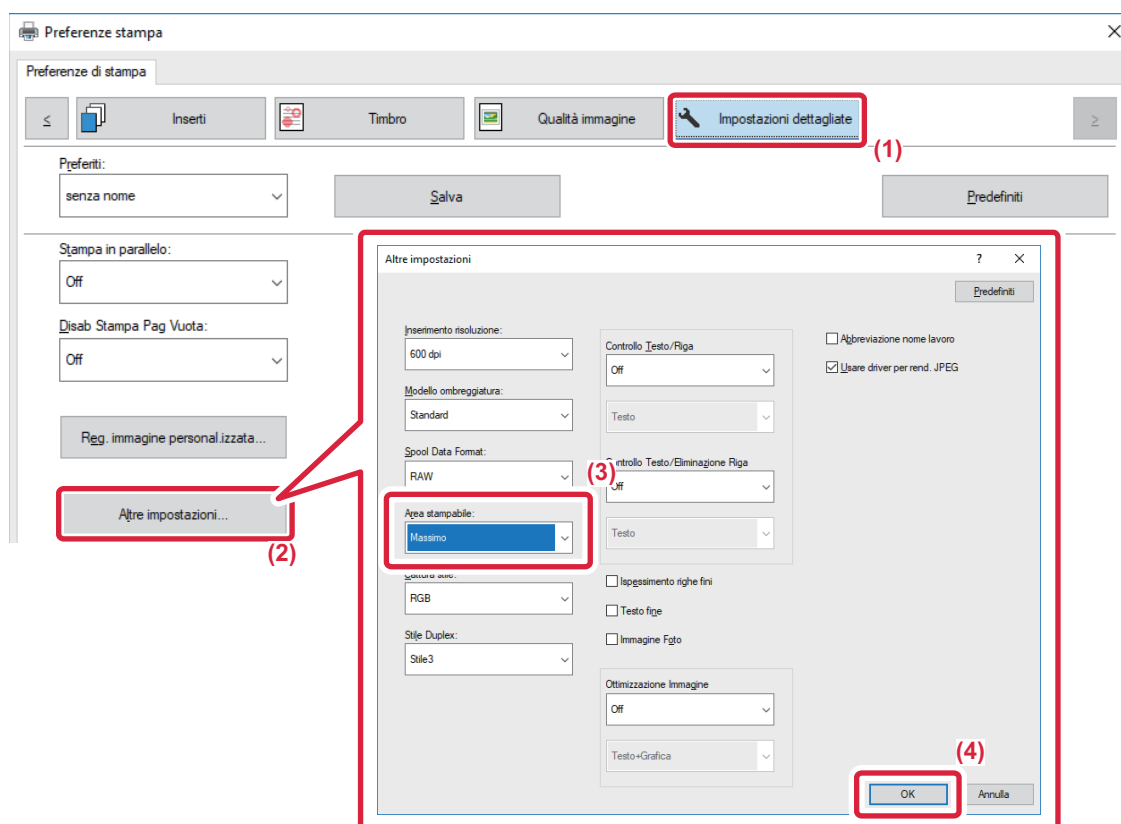 Preferenze stampa
Preferenze di stampa
≤ Inserti Timbro Qualità immagine Impostazioni dettagliate ≥
(1)
Preferiti:
senza nome Salva Predefiniti
Stampa in parallelo:
Off
Disab Stampa Pag Vuota:
Off
Reg. immagine personal.izzata...
Altre impostazioni...
(2)
Altre impostazioni ?
Predefiniti
Inserimento risoluzione:
600 dpi
Modello ombreggiatura:
Standard
Spool Data Format:
RAW
(3)
Area stampabile:
Massimo
Cattura stile:
RGB
Stile Duplex:
Stile3
Controllo Testo/Riga
Off
Testo
Controllo Testo/Eliminazione Riga
Off
Testo
Ispessimento righe fini
Testo fine
Immagine Foto
Ottimizzazione Immagine
Off
Testo+Grafica
Abbreviazione nome lavoro
Usare driver per rend. JPEG
(4)
OK Annulla